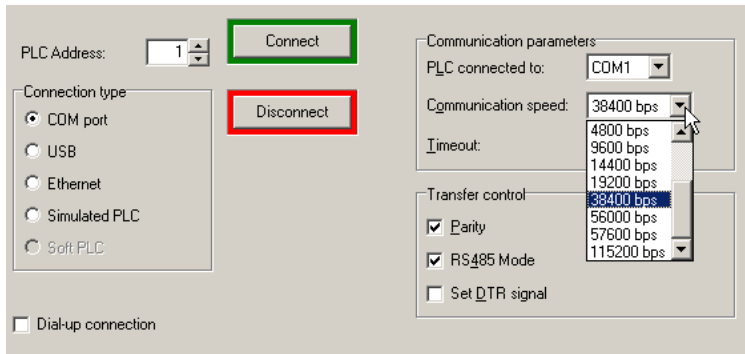 PLC Address:
1
Connect
Connection type
COM port
USB
Ethernet
Simulated PLC
Soft PLC
Disconnect
Dial-up connection
Communication parameters
PLC connected to:
COM1
Communication speed:
38400 bps
4800 bps
9600 bps
14400 bps
19200 bps
38400 bps
56000 bps
57600 bps
115200 bps
Timeout:
Transfer control
Parity
RS485 Mode
Set DTR signal